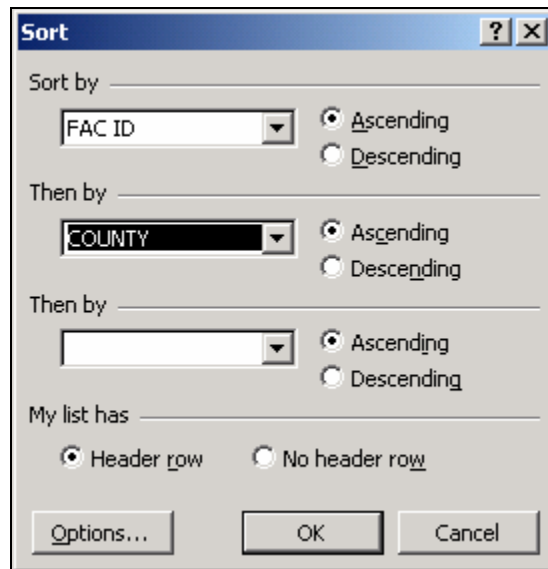 Sort
Sort by
FAC ID
Ascending
Descending
Then by
COUNTY
Ascending
Descending
Then by
Ascending
Descending
My list has
Header row
No header row
Options...
OK
Cancel